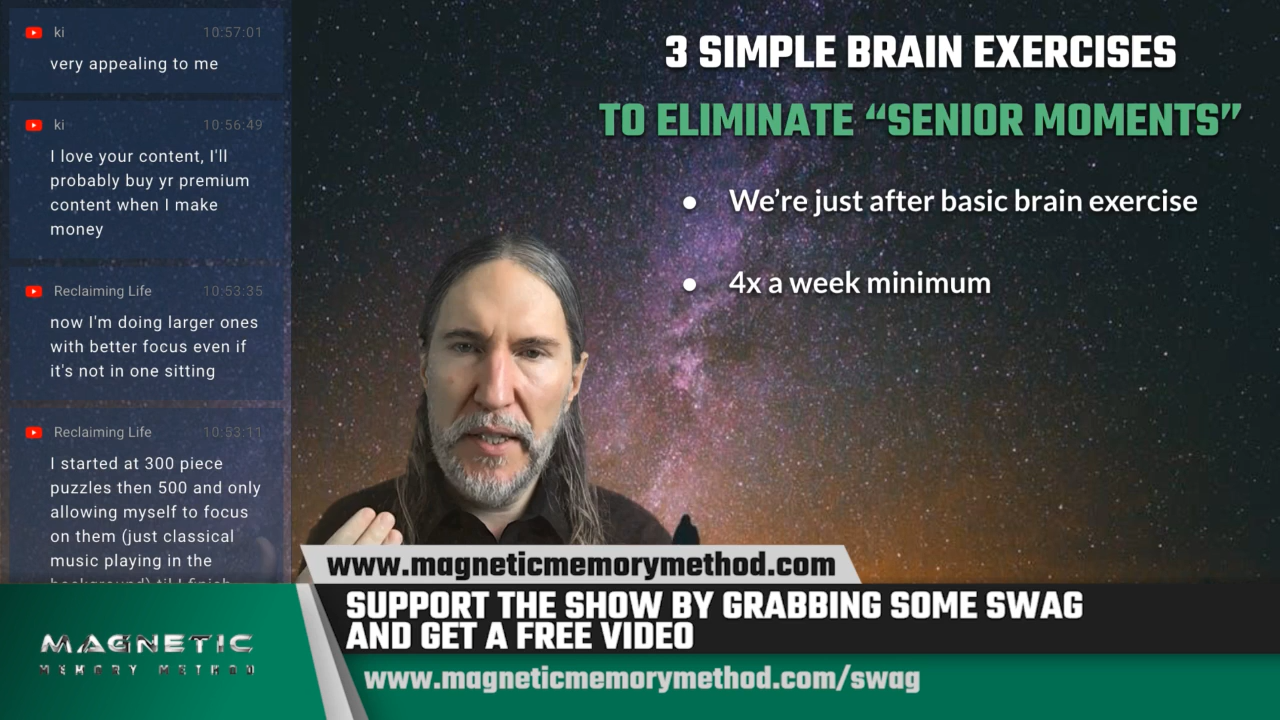 ki 10:57:01
very appealing to me
ki 10:56:49
I love your content, I'll
probably buy yr premium
content when I make
money
Reclaiming Life 10:53:35
now I'm doing larger ones
with better focus even if
it's not in one sitting
Reclaiming Life 10:53:11
I started at 300 piece
puzzles then 500 and only
allowing myself to focus
on them (just classical
music playing in the
background) til I finish
3 SIMPLE BRAIN EXERCISES
TO ELIMINATE “SENIOR MOMENTS”
● We’re just after basic brain exercise
● 4x a week minimum
www.magneticmemorymethod.com
SUPPORT THE SHOW BY GRABBING SOME SWAG
AND GET A FREE VIDEO
www.magneticmemorymethod.com/swag
MAGNETIC
MEMORY METHOD